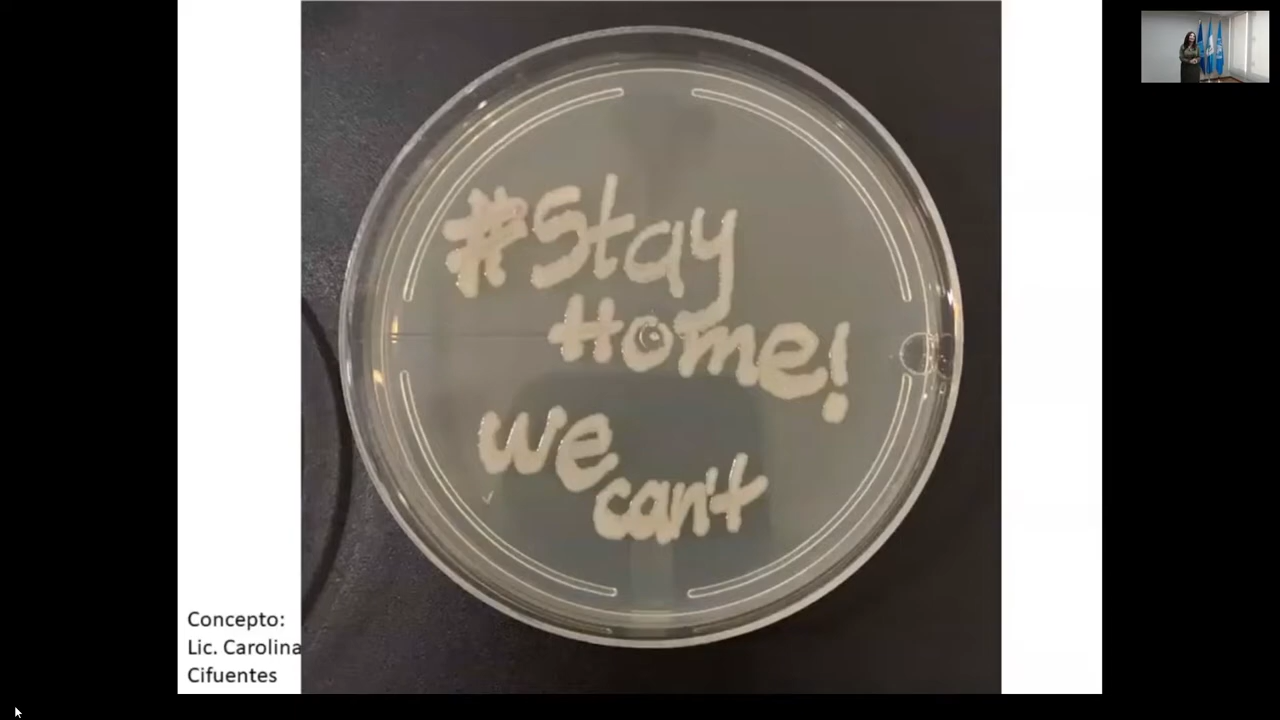 #Stay
Home!
we
can't
Concepto:
Lic. Carolina
Cifuentes